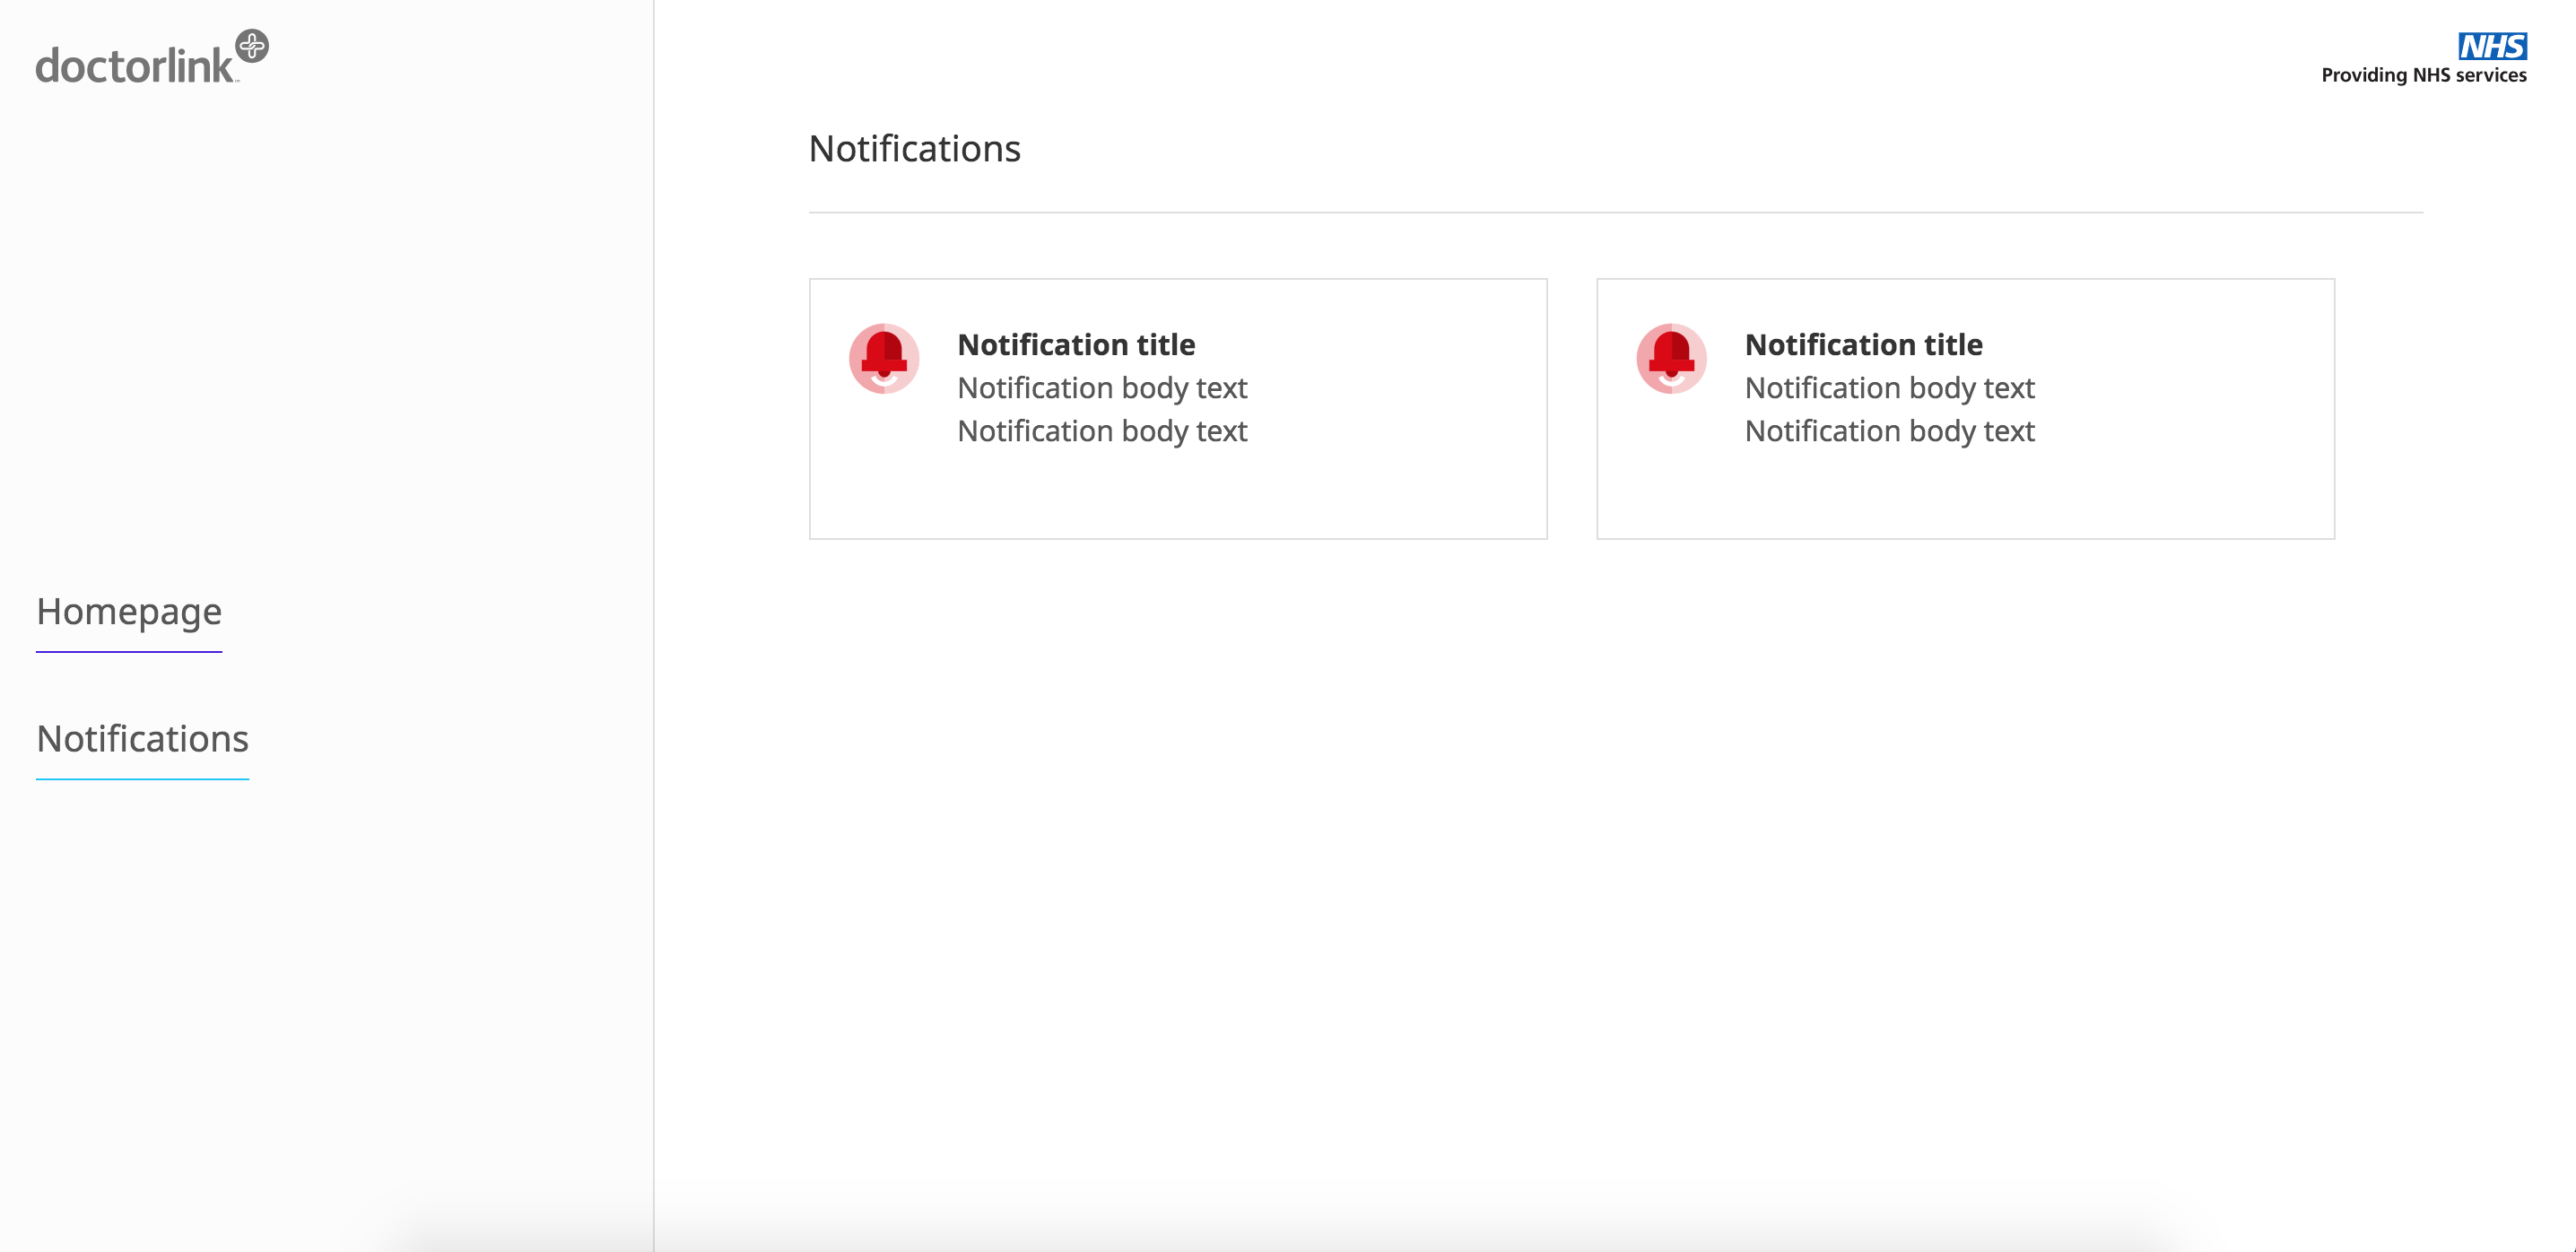 doctorlink
NHS
Providing NHS services
Notifications
Notification title
Notification body text
Notification body text
Notification title
Notification body text
Notification body text
Homepage
Notifications